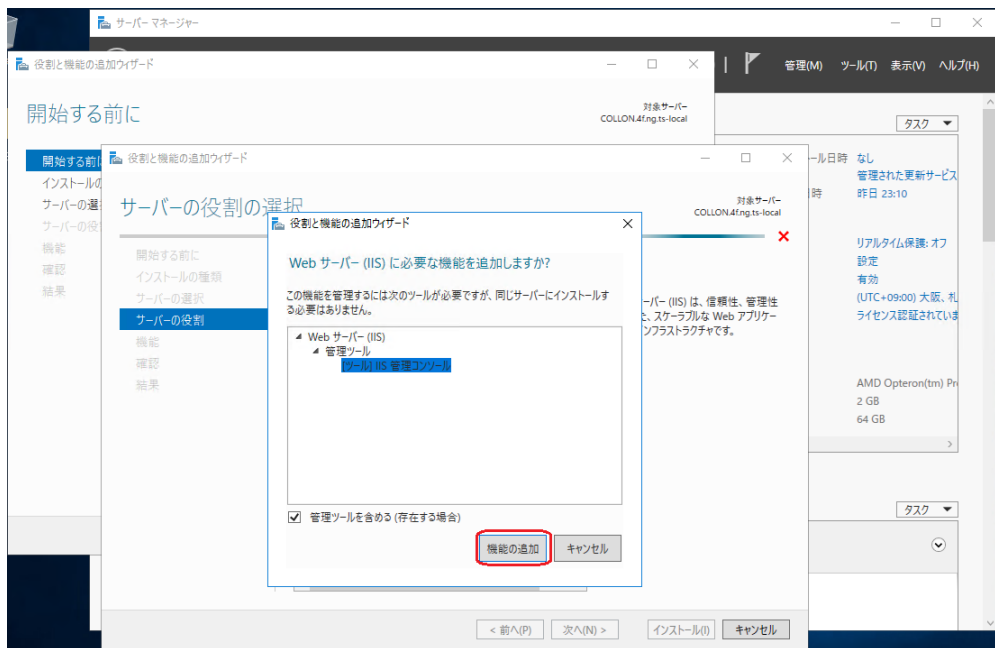 サーバー マネージャー
管理(M) ツール(T) 表示(V) ヘルプ(H)
役割と機能の追加ウィザード
開始する前に
対象サーバー
COLLON.4f.ng.ts-local
開始する前に
インストールの
サーバーの選
サーバーの役
機能
確認
結果
タスク
ール日時 なし
管理された更新サービス
時 昨日 23:10
リアルタイム保護: オフ
設定
有効
(UTC+09:00) 大阪、札
ライセンス認証されていま
AMD Opteron(tm) Pr
2 GB
64 GB
タスク
役割と機能の追加ウィザード
サーバーの役割の選択
対象サーバー
COLLON.4f.ng.ts-local
開始する前に
インストールの種類
サーバーの選択
サーバーの役割
機能
確認
結果
ーバー (IIS) は、信頼性、管理性
、スケーラブルな Web アプリケー
ンフラストラクチャです。
役割と機能の追加ウィザード
Web サーバー (IIS) に必要な機能を追加しますか?
この機能を管理するには次のツールが必要ですが、同じサーバーにインストールす
る必要はありません。
Web サーバー (IIS)
管理ツール
[ツール] IIS 管理コンソール
管理ツールを含める (存在する場合)
機能の追加 キャンセル
< 前へ(P) 次へ(N) > インストール(I) キャンセル